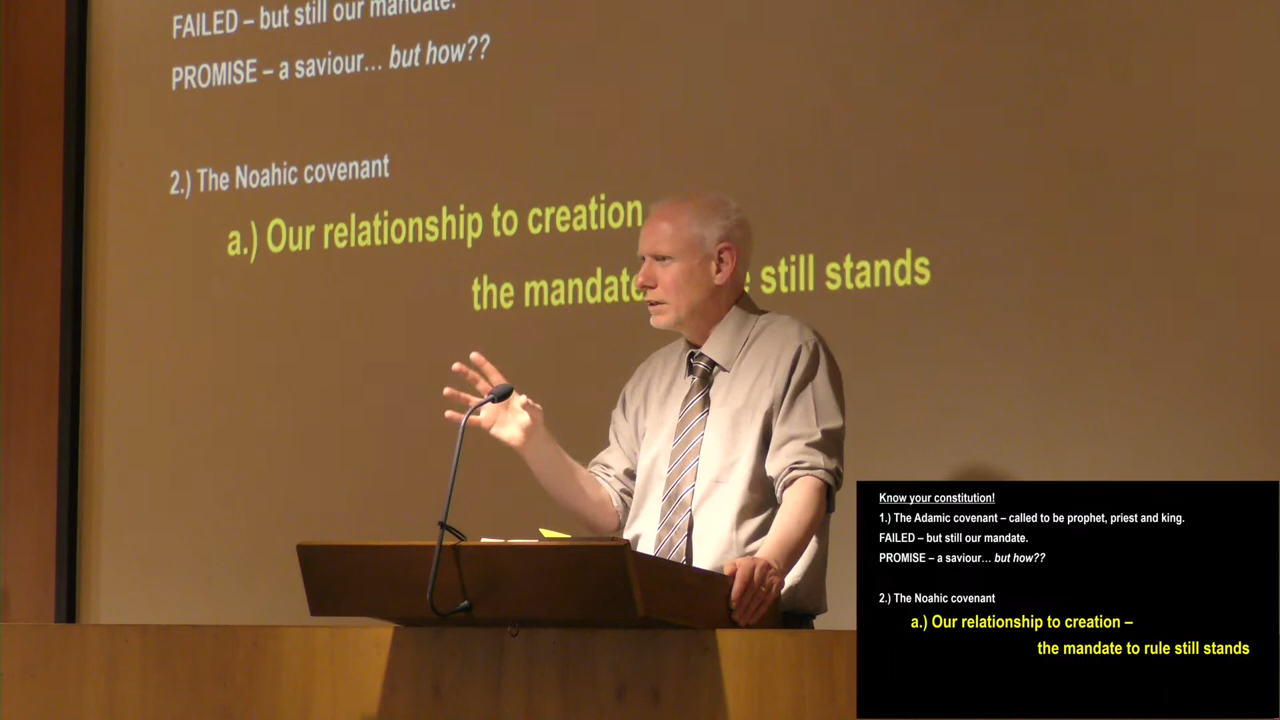 FAILED – but still our mandate.
PROMISE – a saviour… but how??
2.) The Noahic covenant
a.) Our relationship to creation
the mandate still stands
Know your constitution!
1.) The Adamic covenant – called to be prophet, priest and king.
FAILED – but still our mandate.
PROMISE – a saviour… but how??
2.) The Noahic covenant
a.) Our relationship to creation –
the mandate to rule still stands